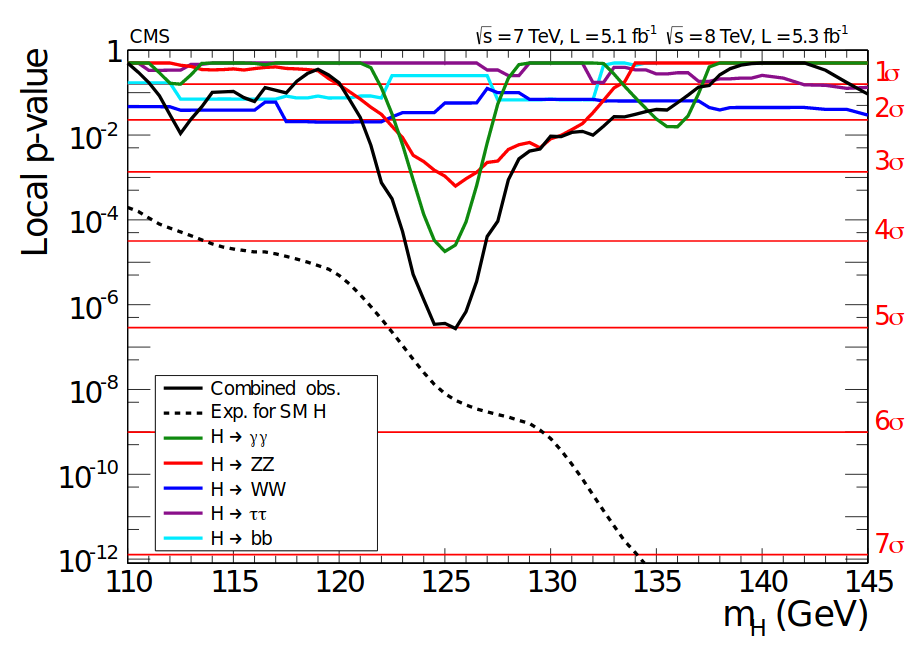 CMS √s = 7 TeV, L = 5.1 fb⁻¹ √s = 8 TeV, L = 5.3 fb⁻¹
Local p-value
1
10⁻²
10⁻⁴
10⁻⁶
10⁻⁸
10⁻¹⁰
10⁻¹²
1σ
2σ
3σ
4σ
5σ
6σ
7σ
Combined obs.
Exp. for SM H
H → γγ
H → ZZ
H → WW
H → ττ
H → bb
110 115 120 125 130 135 140 145
m_H (GeV)